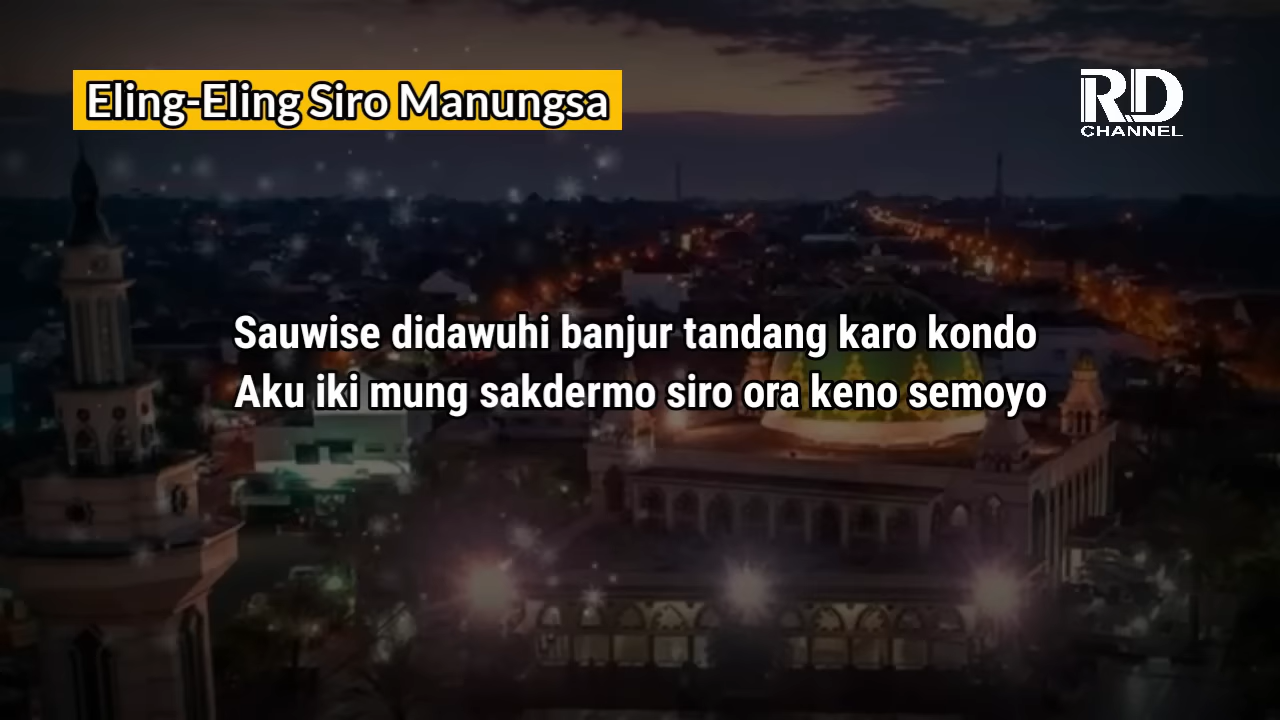 Eling-Eling Siro Manungsa
RD
CHANNEL
Sauwise didawuhi banjur tandang karo kondo
Aku iki mung sakdermo siro ora keno semoyo